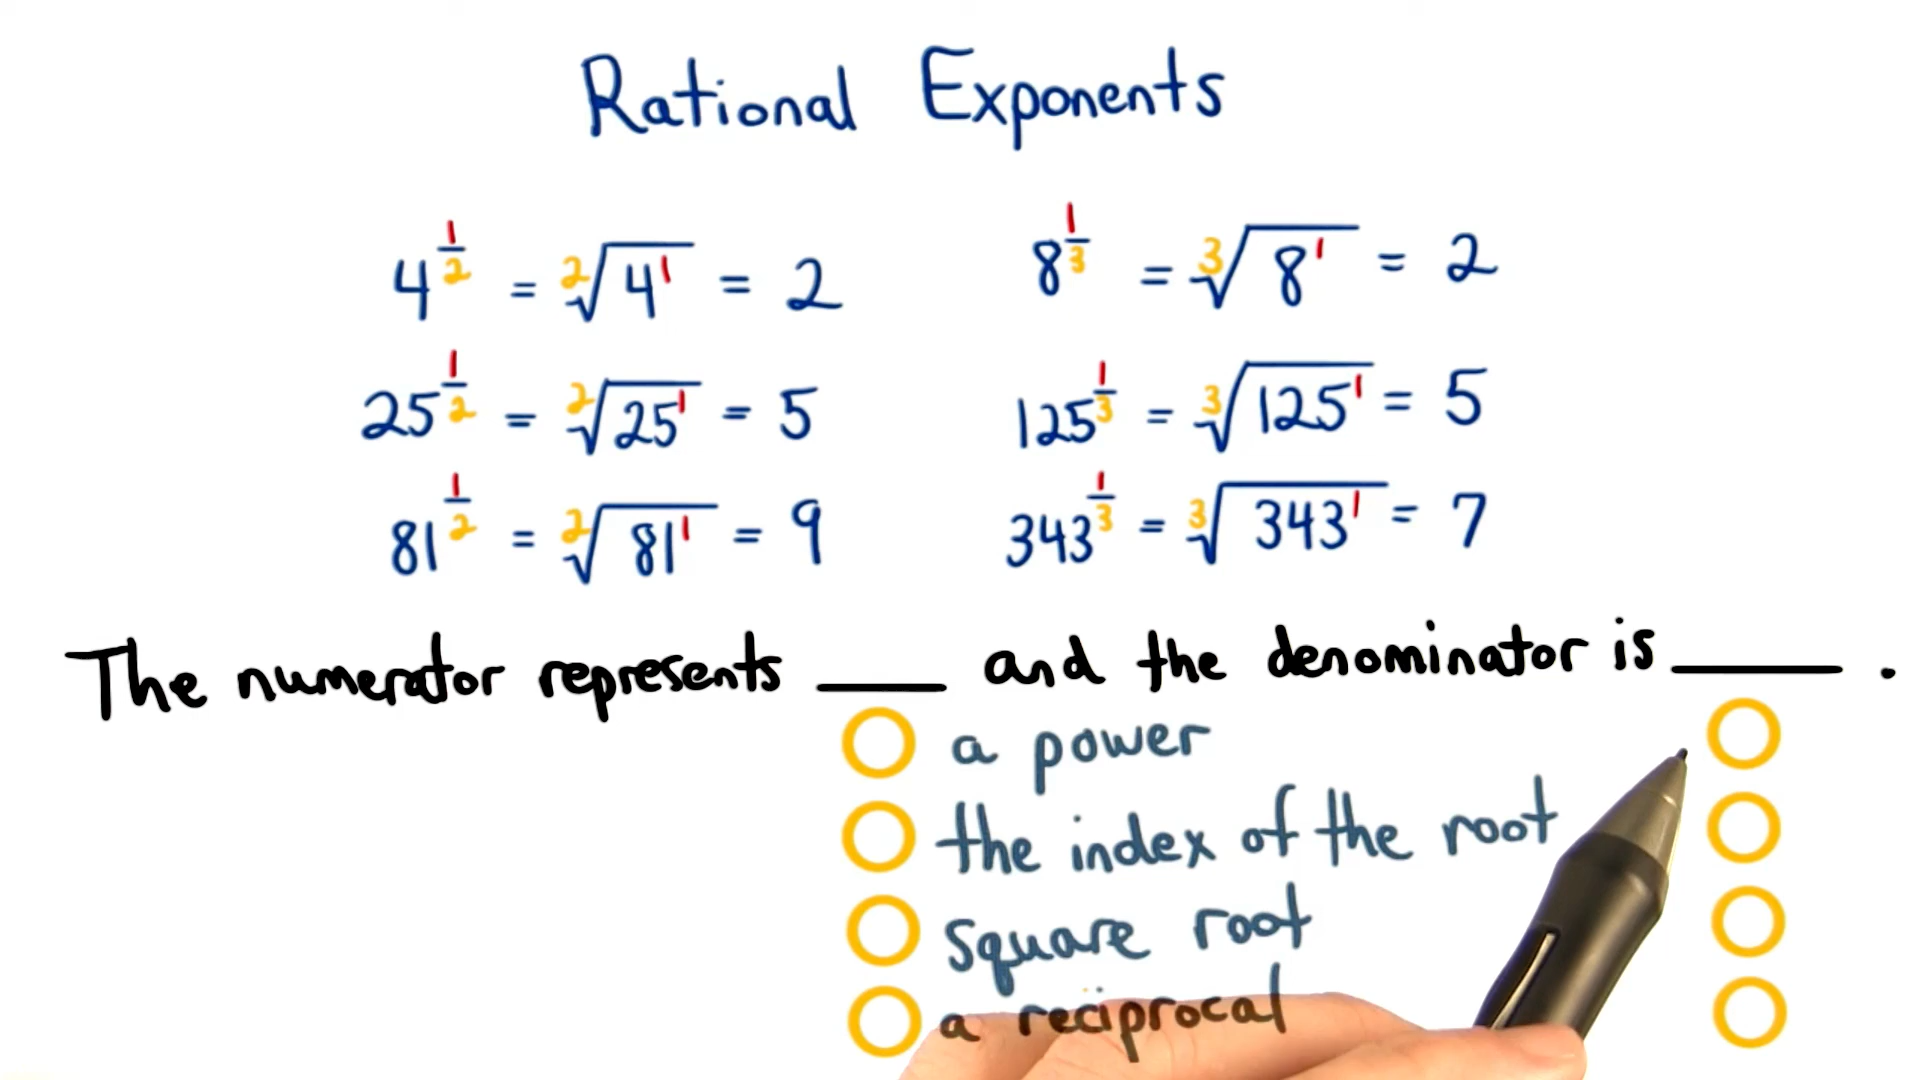 Rational Exponents
4^{1/2} = ²√4¹ = 2
8^{1/3} = ³√8¹ = 2
25^{1/2} = ²√25¹ = 5
125^{1/3} = ³√125¹ = 5
81^{1/2} = ²√81¹ = 9
343^{1/3} = ³√343¹ = 7
The numerator represents ____ and the denominator is ____ .
a power
the index of the root
square root
a reciprocal